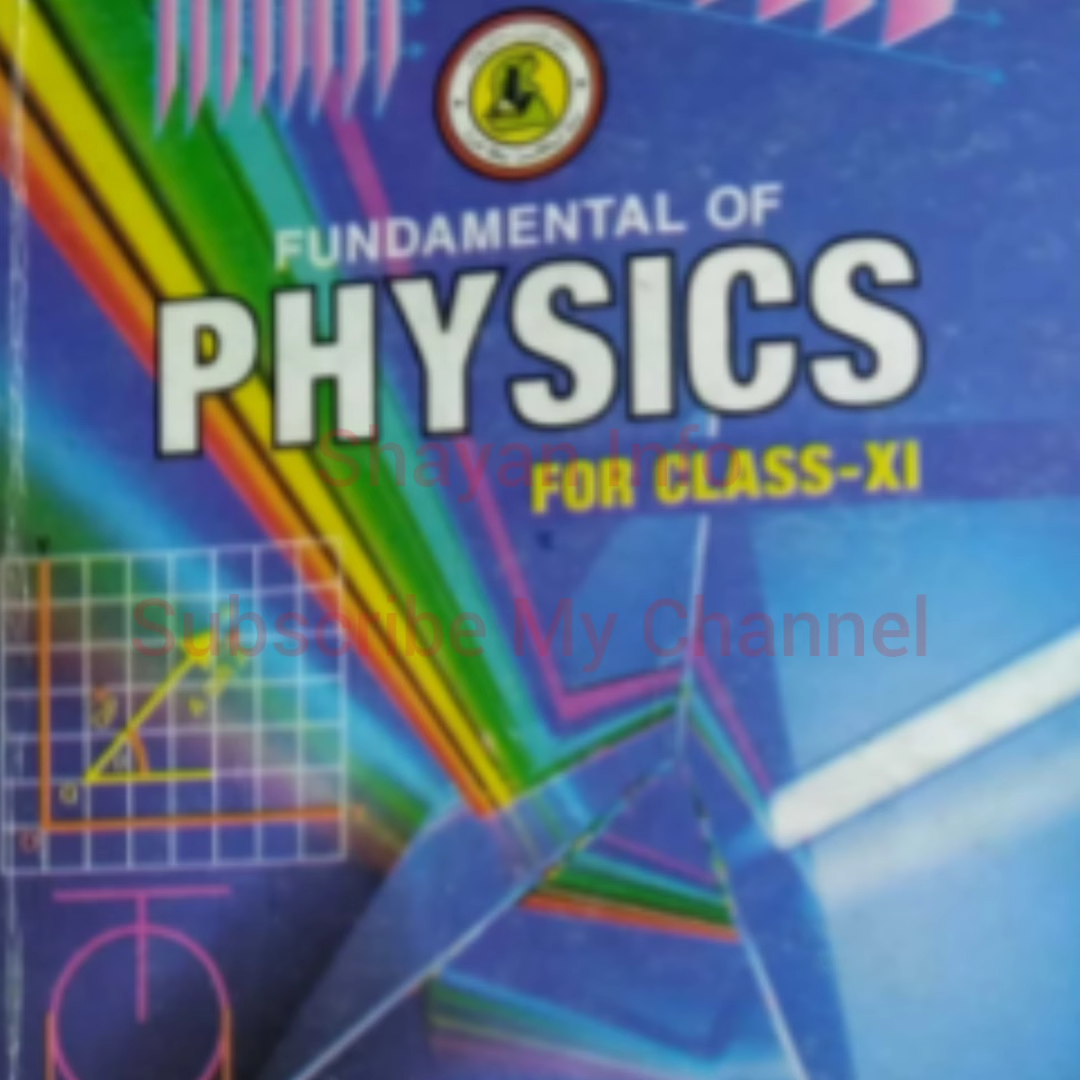 FUNDAMENTAL OF
PHYSICS
Shayan Info
FOR CLASS-XI
Subscribe My Channel